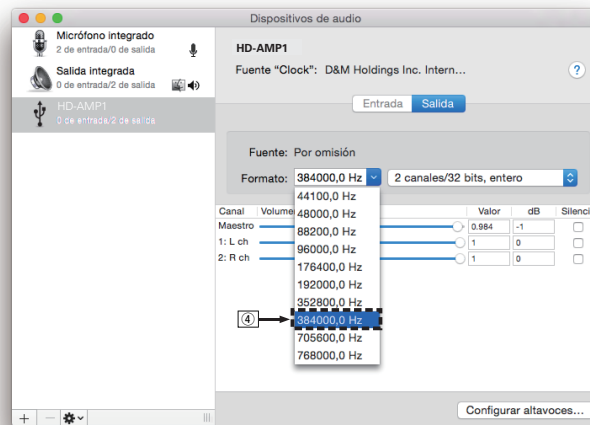 Dispositivos de audio
Micrófono integrado
2 de entrada/0 de salida
Salida integrada
0 de entrada/2 de salida
HD-AMP1
0 de entrada/2 de salida
HD-AMP1
Fuente “Clock”: D&M Holdings Inc. Intern...
?
Entrada Salida
Fuente: Por omisión
Formato: 384000,0 Hz 2 canales/32 bits, entero
44100,0 Hz
48000,0 Hz
88200,0 Hz
96000,0 Hz
176400,0 Hz
192000,0 Hz
352800,0 Hz
④ 384000,0 Hz
705600,0 Hz
768000,0 Hz
Canal Volume Valor dB Silenci
Maestro 0.984 -1
1: L ch 1 0
2: R ch 1 0
Configurar altavoces...